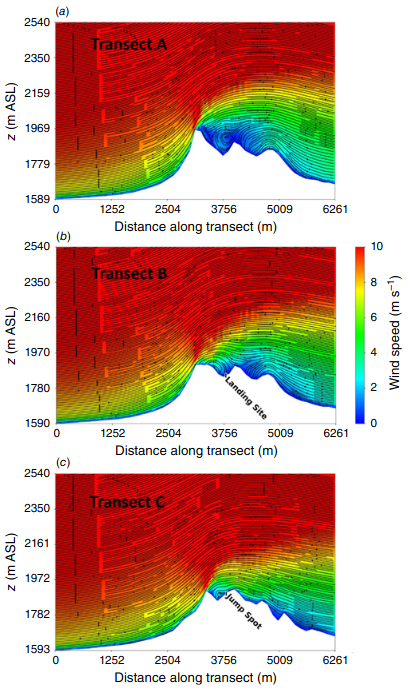 (a)
2540
Transect A
2350
2159
1969
1779
1589
z (m ASL)
0 1252 2504 3756 5009 6261
Distance along transect (m)
(b)
2540
Transect B
2350
2160
1970
1780
1590
z (m ASL)
Landing Site
0 1252 2504 3756 5009 6261
Distance along transect (m)
10
8
6
4
2
0
Wind speed (m s⁻¹)
(c)
2540
Transect C
2350
2161
1972
1782
1593
z (m ASL)
Jump Spot
0 1252 2504 3756 5009 6261
Distance along transect (m)